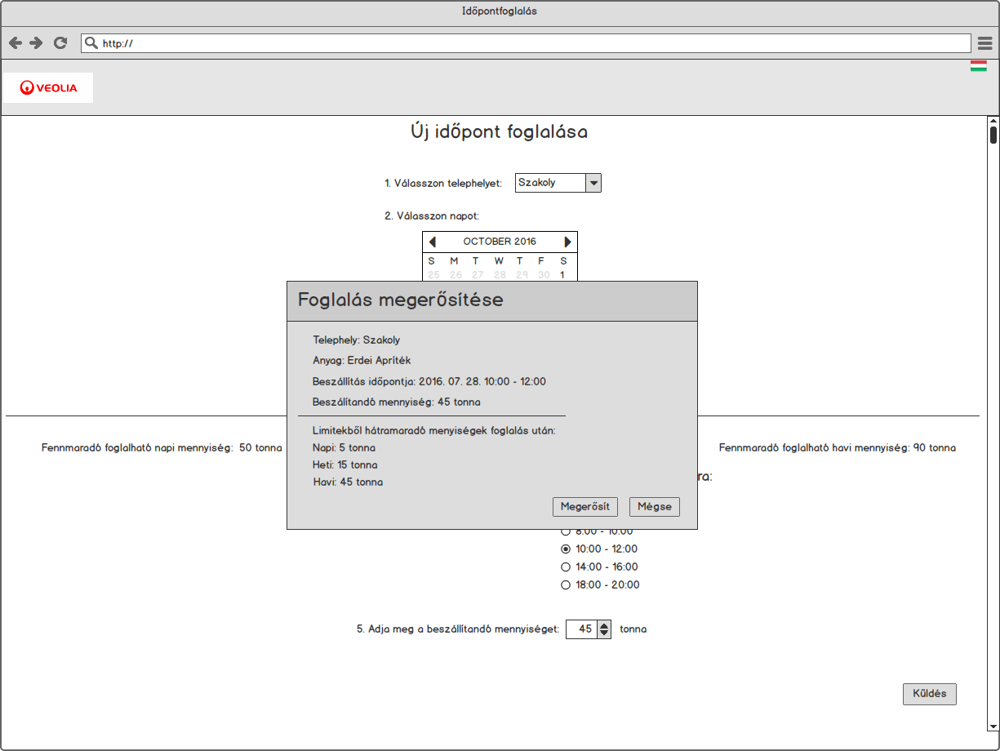 Időpontfoglalás
http://
VEOLIA
Új időpont foglalása
1. Válasszon telephelyet: Szakoly
2. Válasszon napot:
OCTOBER 2016
S M T W T F S
25 26 27 28 29 30 1
Foglalás megerősítése
Telephely: Szakoly
Anyag: Erdei Apríték
Beszállítás időpontja: 2016. 07. 28. 10:00 - 12:00
Beszálítandó mennyiség: 45 tonna
Limitekből hátramaradó menyiségek foglalás után:
Napi: 5 tonna
Heti: 15 tonna
Havi: 45 tonna
Megerősít Mégse
Fennmaradó foglalható napi mennyiség: 50 tonna
Fennmaradó foglalható havi mennyiség: 90 tonna
ra:
8:00 - 10:00
10:00 - 12:00
14:00 - 16:00
18:00 - 20:00
5. Adja meg a beszállítandó mennyiséget: 45 tonna
Küldés